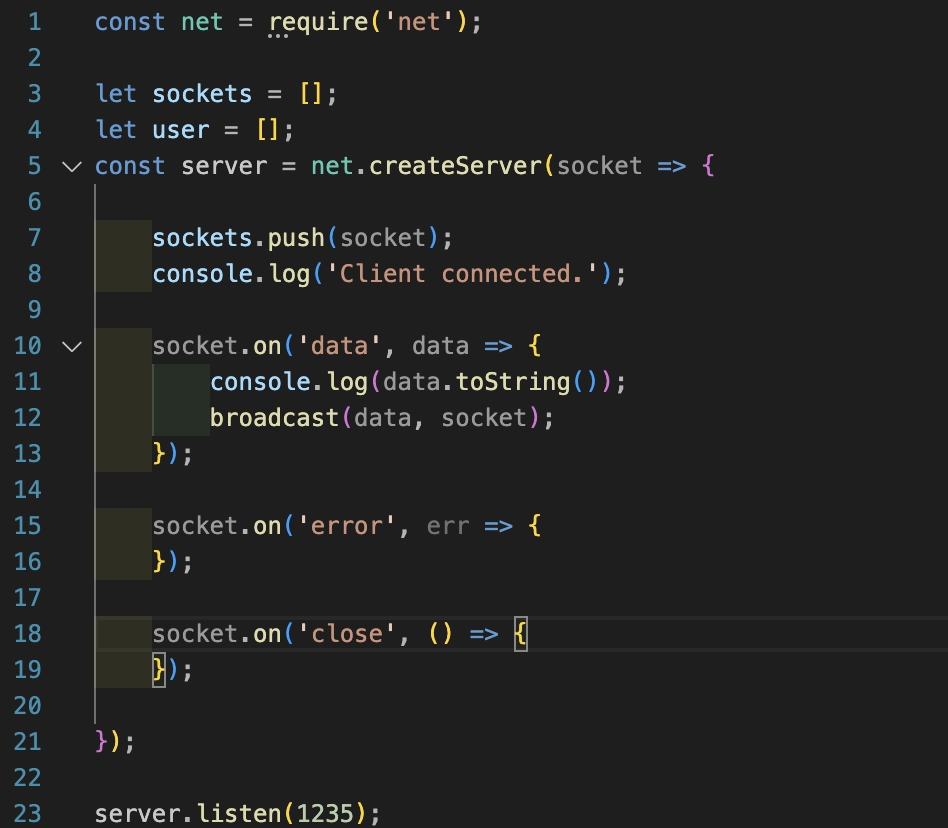 1 const net = require('net');
2
3 let sockets = [];
4 let user = [];
5 const server = net.createServer(socket => {
6
7     sockets.push(socket);
8     console.log('Client connected.');
9
10     socket.on('data', data => {
11         console.log(data.toString());
12         broadcast(data, socket);
13     });
14
15     socket.on('error', err => {
16     });
17
18     socket.on('close', () => {
19     });
20
21 });
22
23 server.listen(1235);